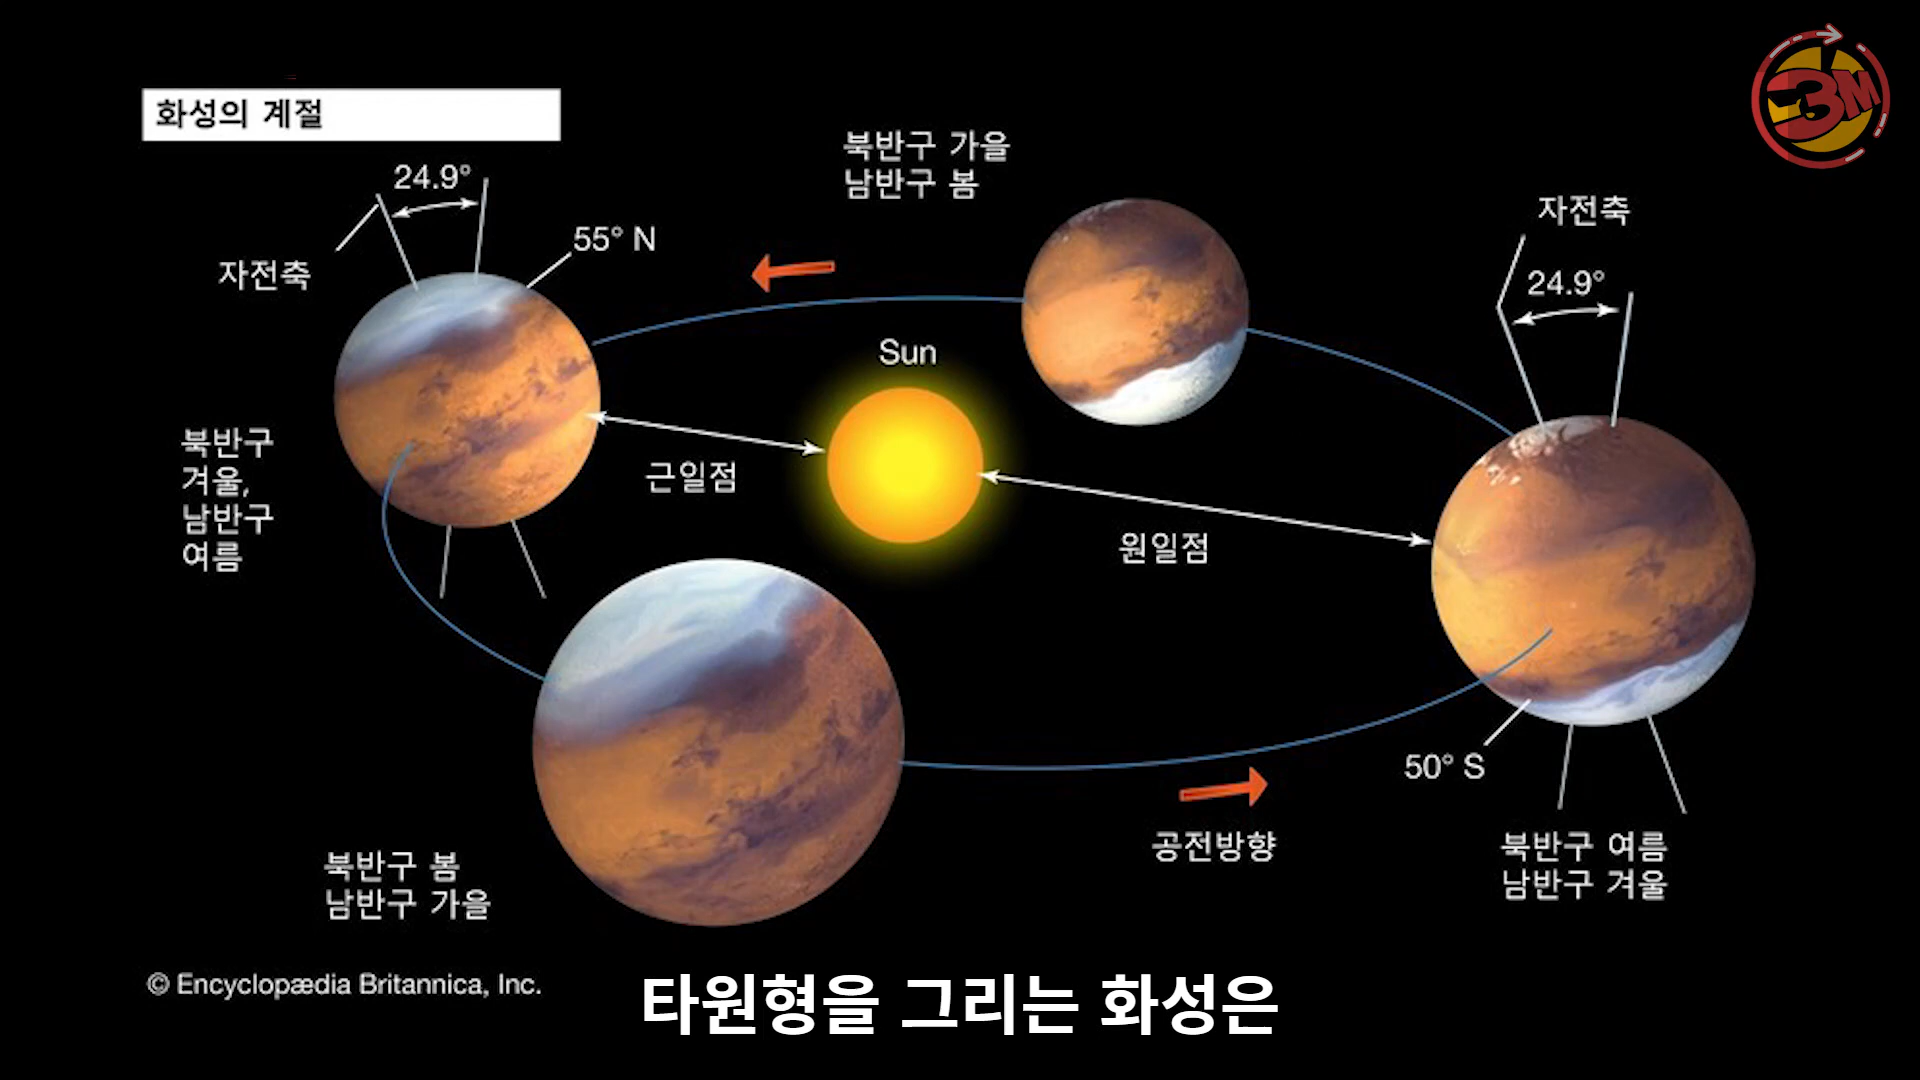 화성의 계절
북반구 가을
남반구 봄
24.9°
자전축
55° N
자전축
24.9°
Sun
북반구
겨울,
남반구
여름
근일점
원일점
50° S
공전방향
북반구 여름
남반구 겨울
북반구 봄
남반구 가을
© Encyclopædia Britannica, Inc.
타원형을 그리는 화성은
3M